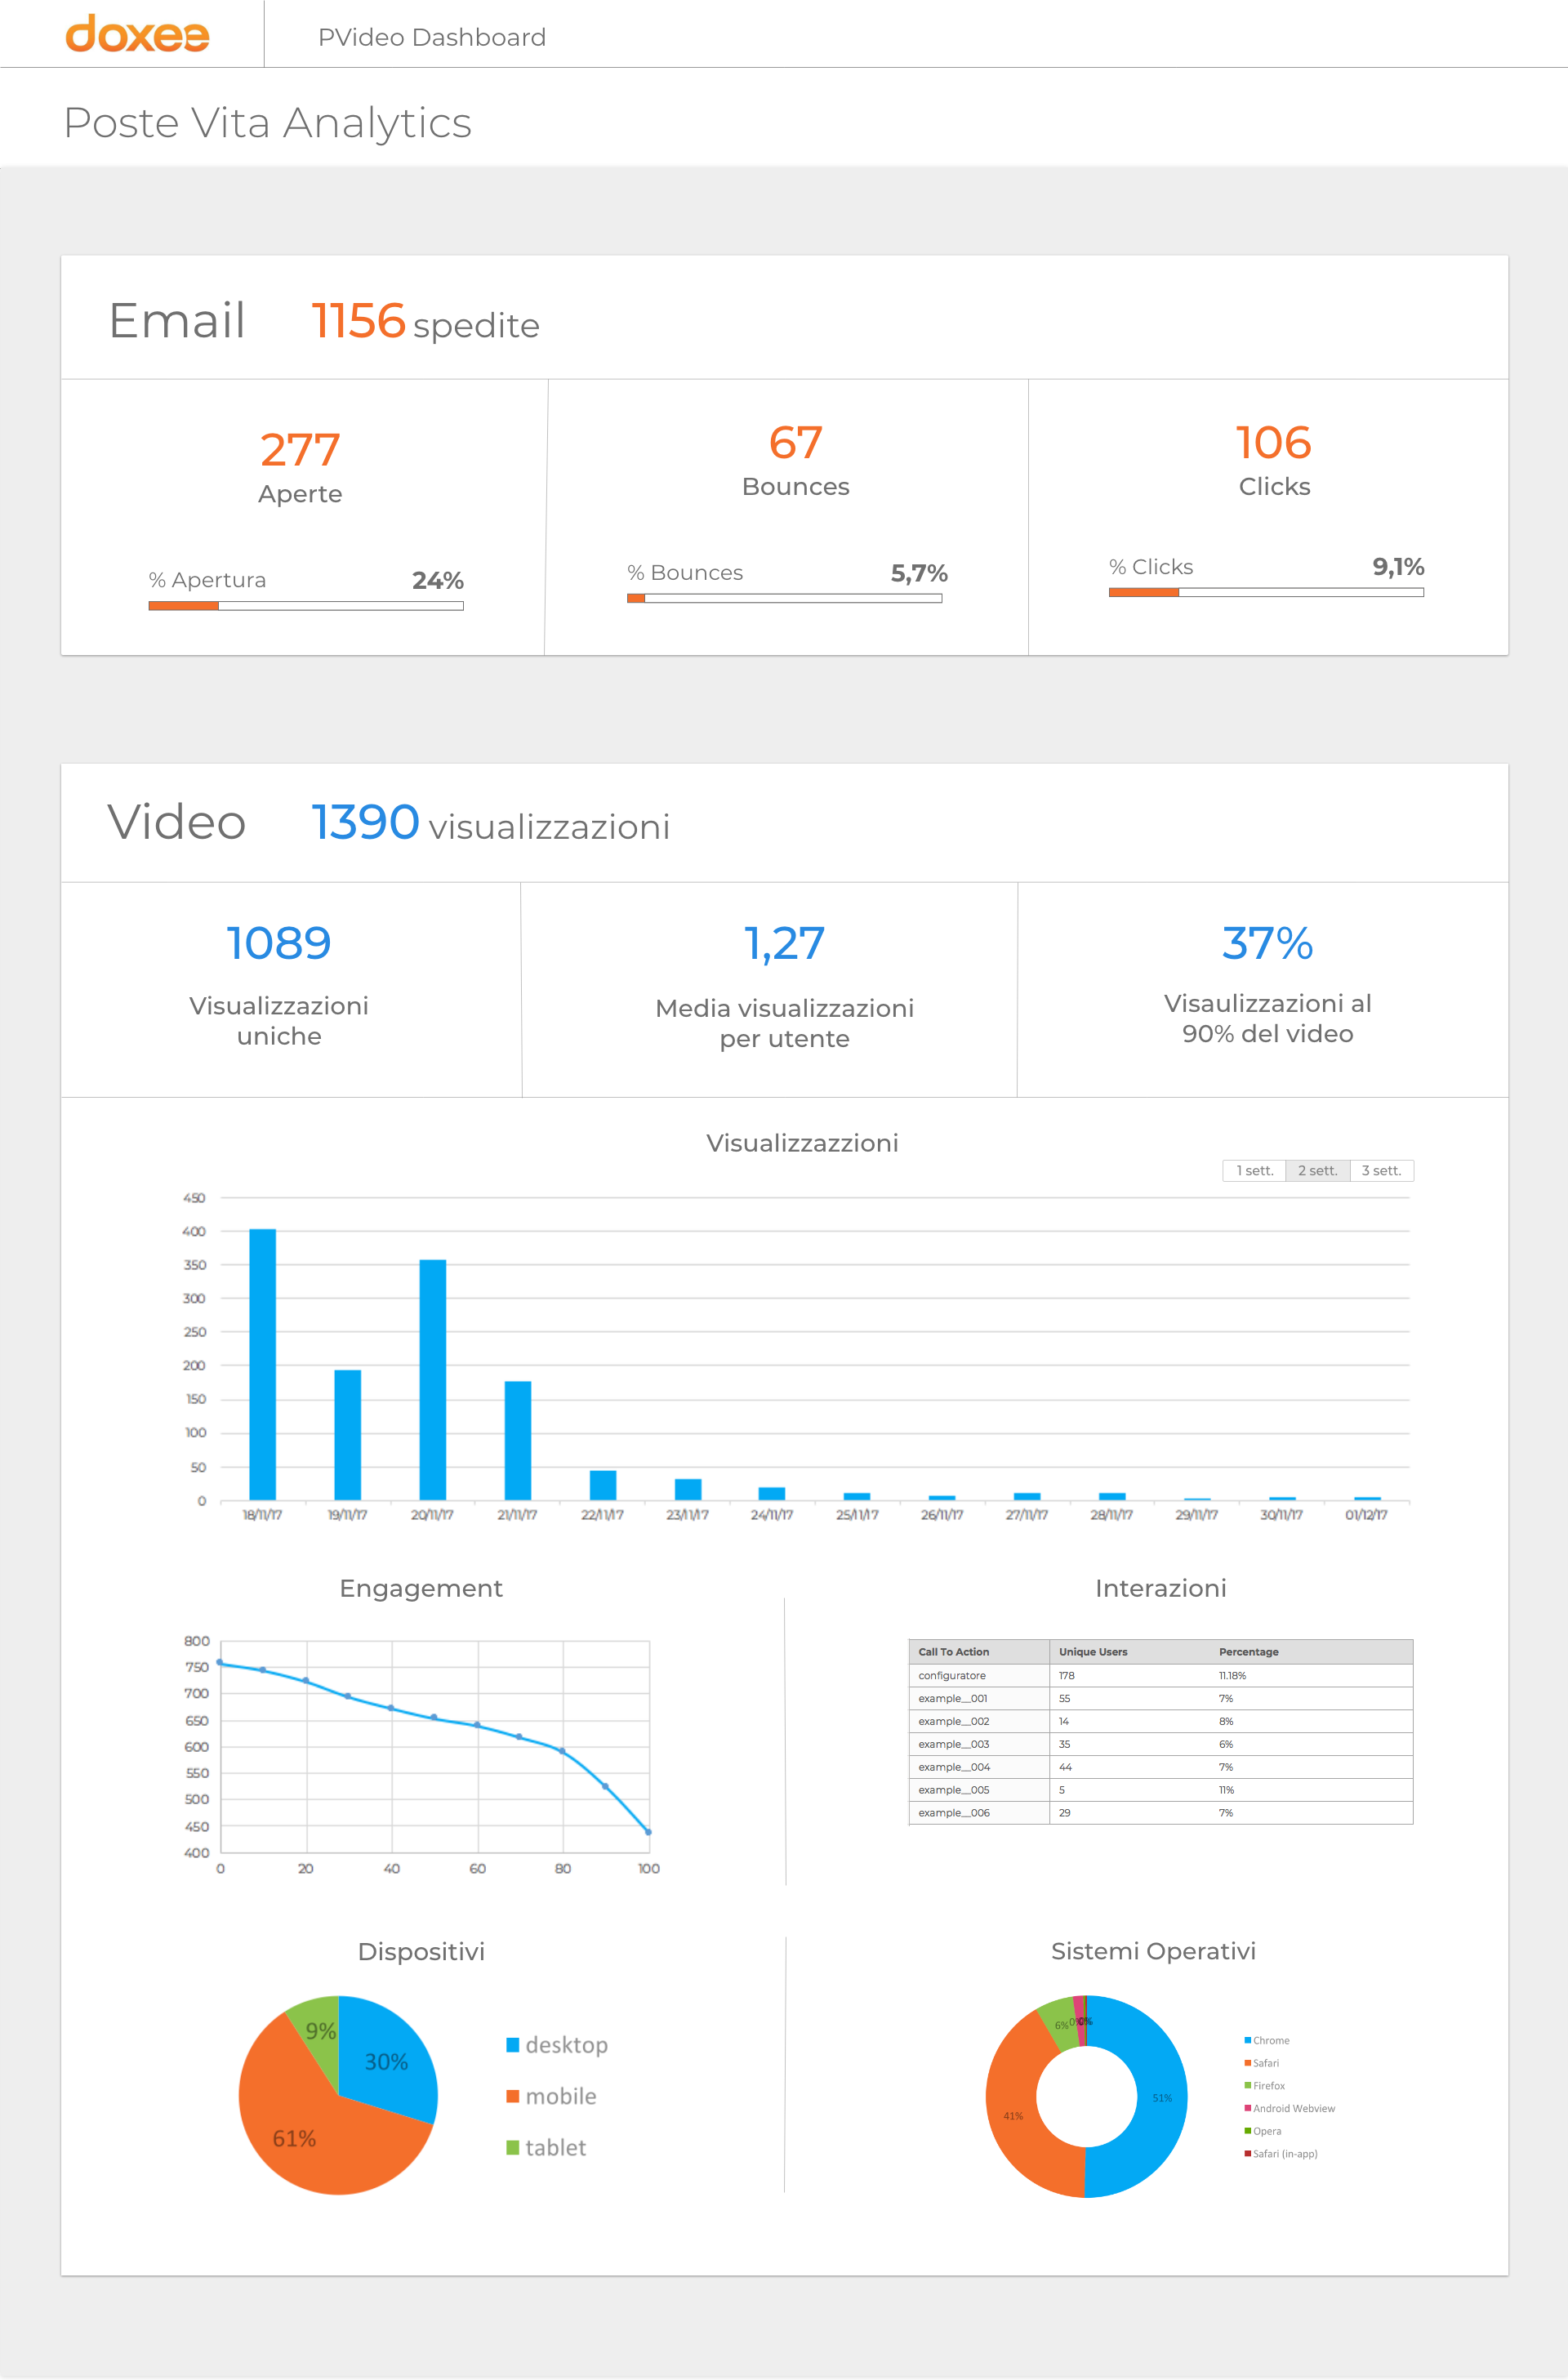 doxee
PVideo Dashboard
Poste Vita Analytics
Email 1156 spedite
277
Aperte
% Apertura 24%
67
Bounces
% Bounces 5,7%
106
Clicks
% Clicks 9,1%
Video 1390 visualizzazioni
1089
Visualizzazioni
uniche
1,27
Media visualizzazioni
per utente
37%
Visaulizzazioni al
90% del video
Visualizzazzioni
1 sett. 2 sett. 3 sett.
450
400
350
300
250
200
150
100
50
0
18/11/17 19/11/17 20/11/17 21/11/17 22/11/17 23/11/17 24/11/17 25/11/17 26/11/17 27/11/17 28/11/17 29/11/17 30/11/17 01/12/17
Engagement
800
750
700
650
600
550
500
450
400
0 20 40 60 80 100
Interazioni
Call To Action Unique Users Percentage
configuratore 178 11.18%
example__001 55 7%
example__002 14 8%
example__003 35 6%
example__004 44 7%
example__005 5 11%
example__006 29 7%
Dispositivi
9%
30%
61%
desktop
mobile
tablet
Sistemi Operativi
6% 0% 0%
51%
41%
Chrome
Safari
Firefox
Android Webview
Opera
Safari (in-app)